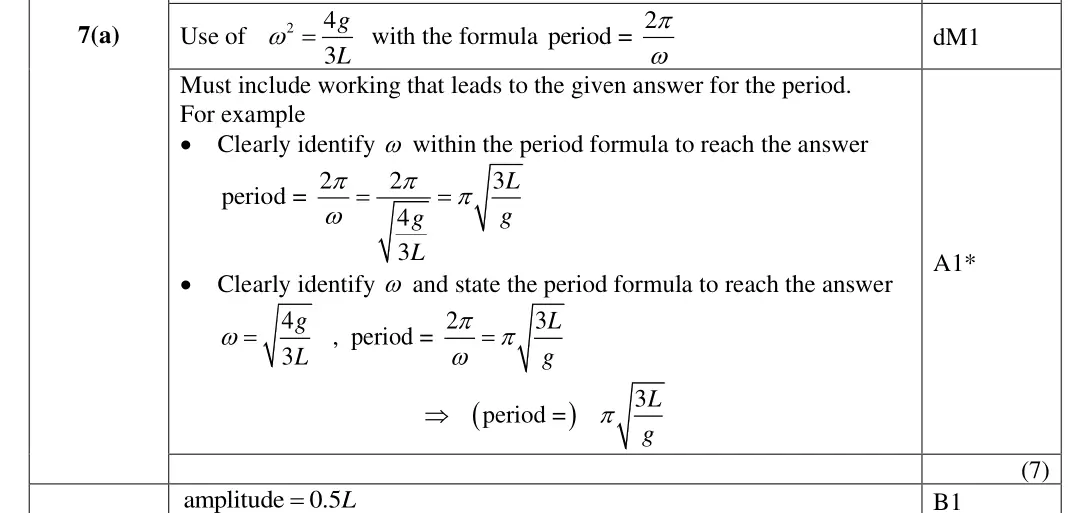 7(a) Use of ω² = 4g/3L with the formula period = 2π/ω dM1
Must include working that leads to the given answer for the period.
For example
• Clearly identify ω within the period formula to reach the answer
period = 2π/ω = 2π/√(4g/3L) = π√(3L/g)
A1*
• Clearly identify ω and state the period formula to reach the answer
ω = √(4g/3L) , period = 2π/ω = π√(3L/g)
⇒ (period =) π√(3L/g)
(7)
amplitude = 0.5L B1